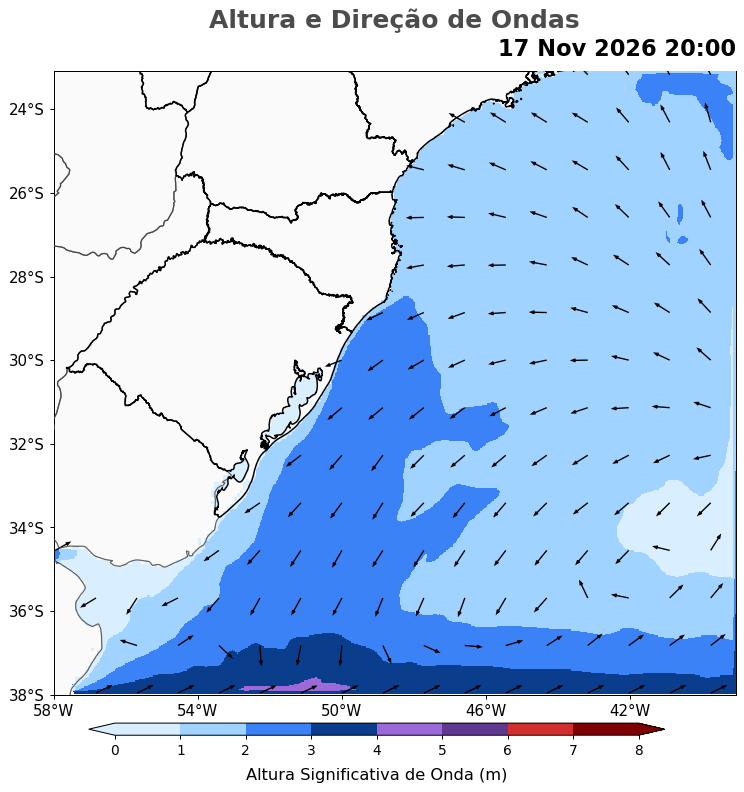 Altura e Direção de Ondas
17 Nov 2026 20:00
24°S
26°S
28°S
30°S
32°S
34°S
36°S
38°S
58°W 54°W 50°W 46°W 42°W
0 1 2 3 4 5 6 7 8
Altura Significativa de Onda (m)